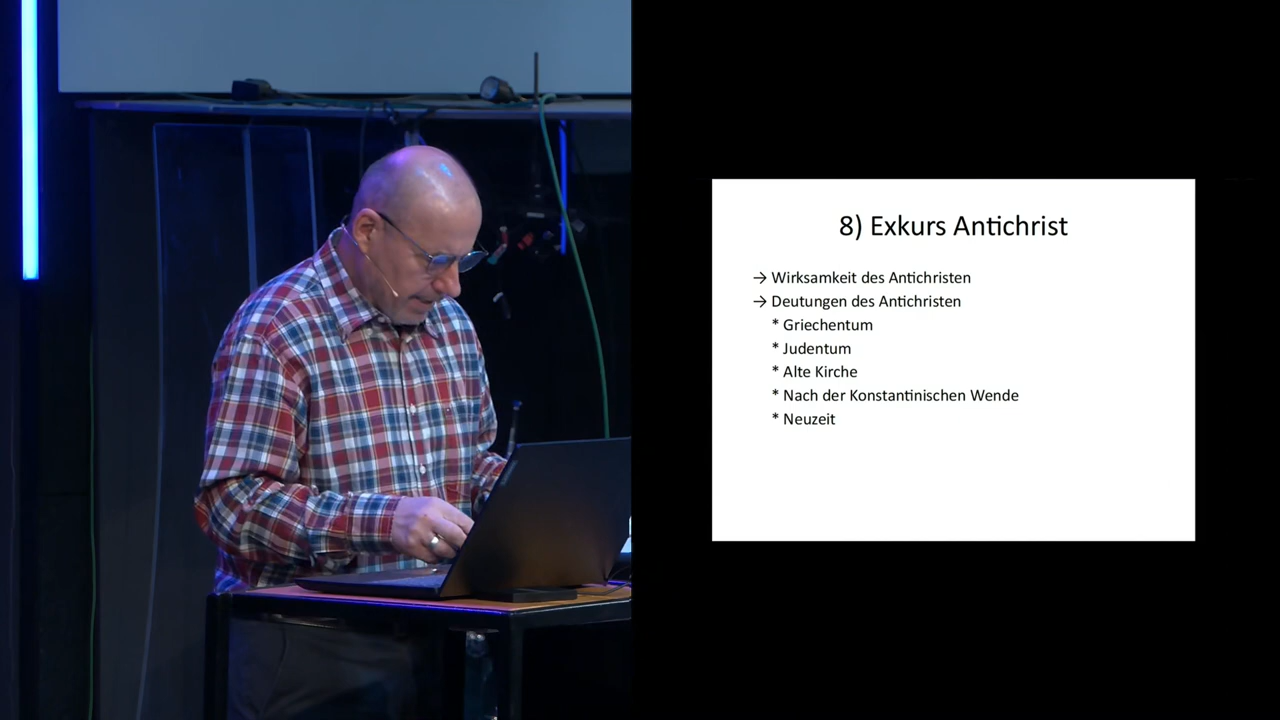 8) Exkurs Antichrist
→ Wirksamkeit des Antichristen
→ Deutungen des Antichristen
* Griechentum
* Judentum
* Alte Kirche
* Nach der Konstantinischen Wende
* Neuzeit